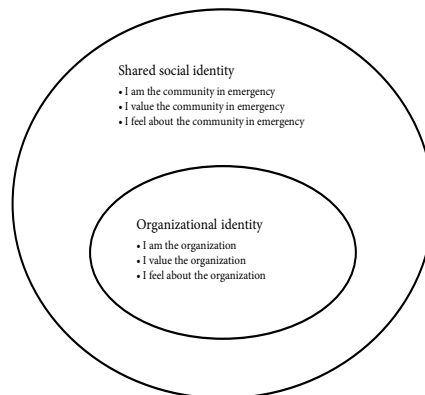 Shared social identity
• I am the community in emergency
• I value the community in emergency
• I feel about the community in emergency
Organizational identity
• I am the organization
• I value the organization
• I feel about the organization